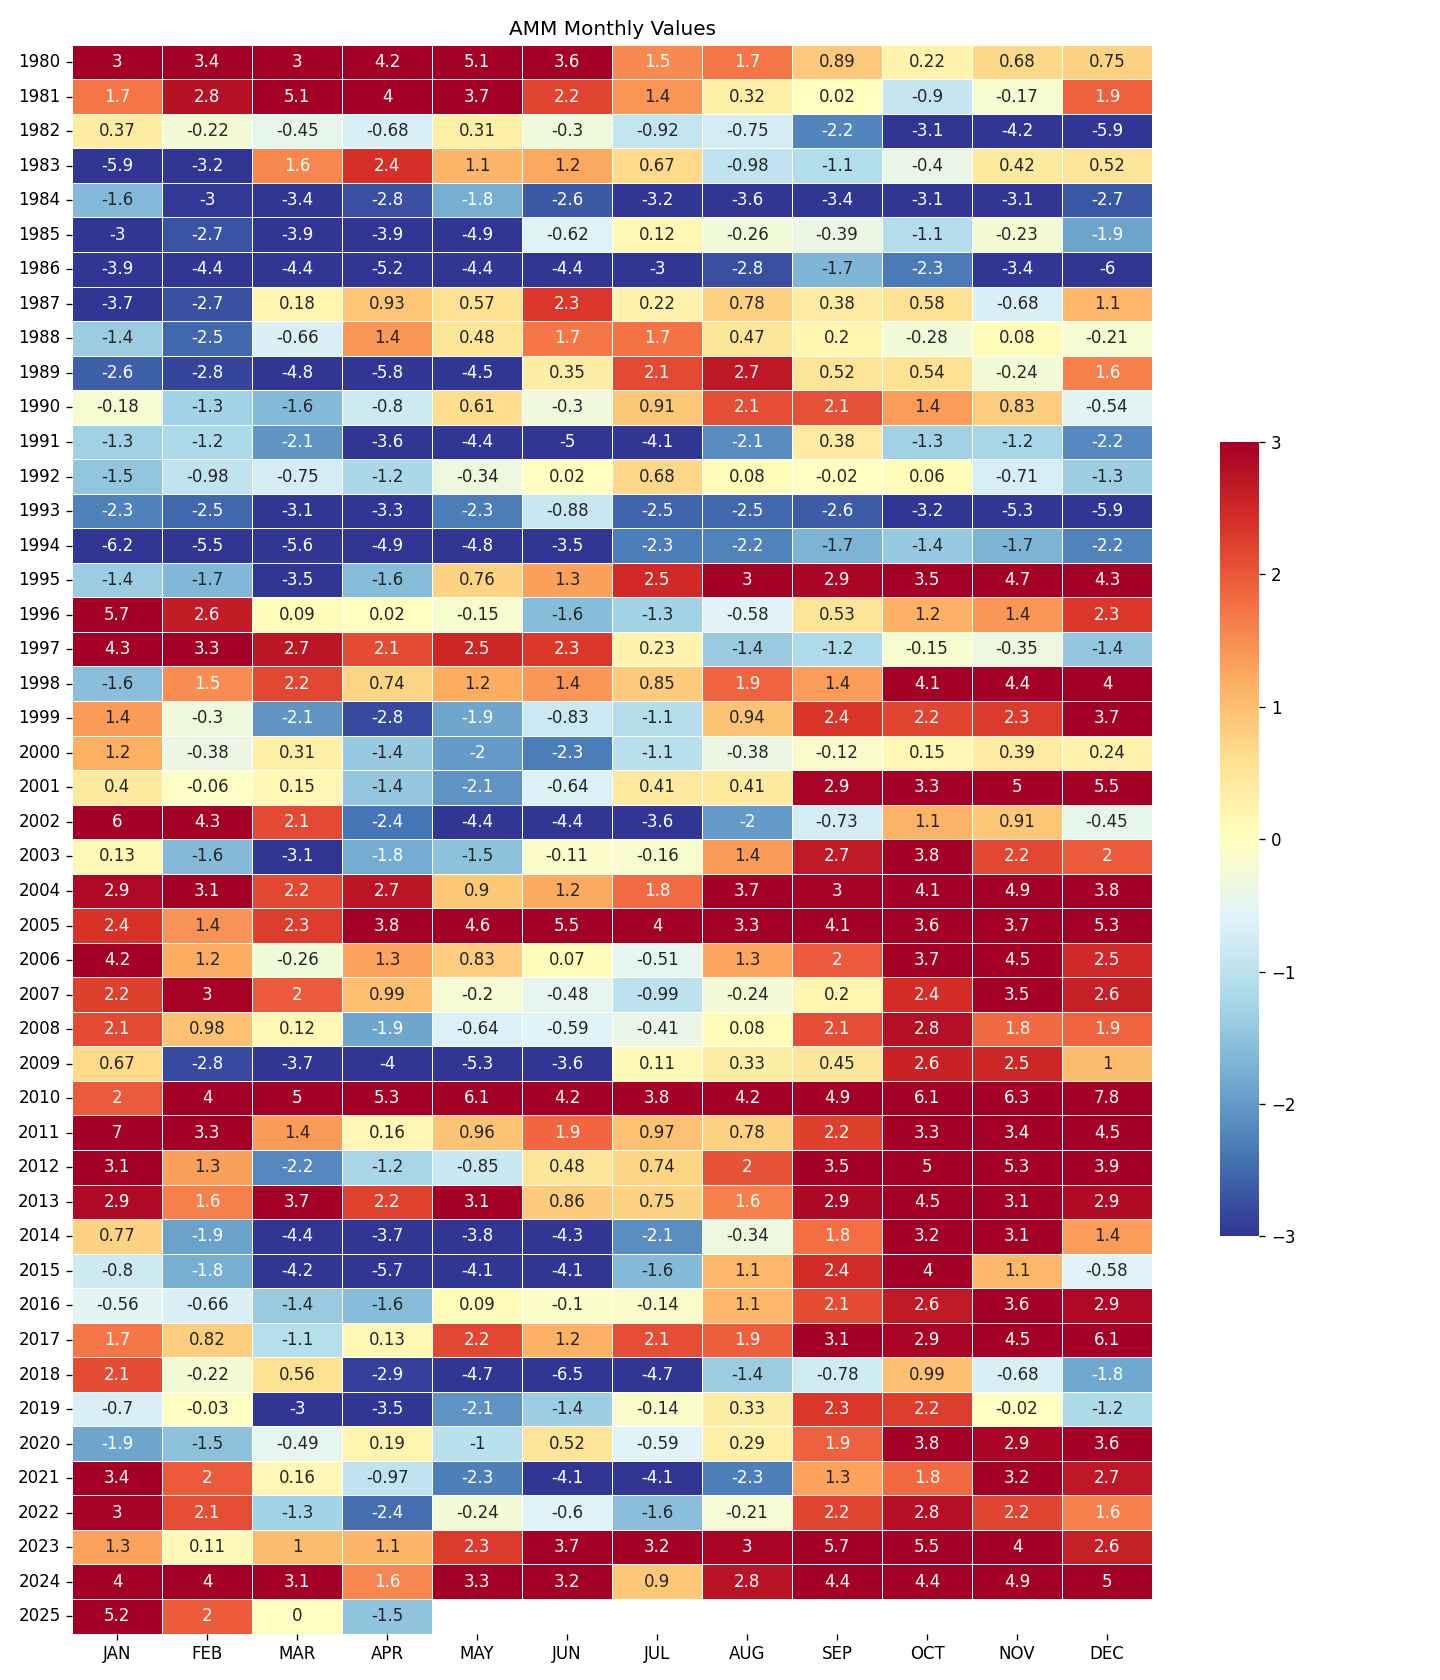 AMM Monthly Values
1980 3 3.4 3 4.2 5.1 3.6 1.5 1.7 0.89 0.22 0.68 0.75
1981 1.7 2.8 5.1 4 3.7 2.2 1.4 0.32 0.02 -0.9 -0.17 1.9
1982 0.37 -0.22 -0.45 -0.68 0.31 -0.3 -0.92 -0.75 -2.2 -3.1 -4.2 -5.9
1983 -5.9 -3.2 1.6 2.4 1.1 1.2 0.67 -0.98 -1.1 -0.4 0.42 0.52
1984 -1.6 -3 -3.4 -2.8 -1.8 -2.6 -3.2 -3.6 -3.4 -3.1 -3.1 -2.7
1985 -3 -2.7 -3.9 -3.9 -4.9 -0.62 0.12 -0.26 -0.39 -1.1 -0.23 -1.9
1986 -3.9 -4.4 -4.4 -5.2 -4.4 -4.4 -3 -2.8 -1.7 -2.3 -3.4 -6
1987 -3.7 -2.7 0.18 0.93 0.57 2.3 0.22 0.78 0.38 0.58 -0.68 1.1
1988 -1.4 -2.5 -0.66 1.4 0.48 1.7 1.7 0.47 0.2 -0.28 0.08 -0.21
1989 -2.6 -2.8 -4.8 -5.8 -4.5 0.35 2.1 2.7 0.52 0.54 -0.24 1.6
1990 -0.18 -1.3 -1.6 -0.8 0.61 -0.3 0.91 2.1 2.1 1.4 0.83 -0.54
1991 -1.3 -1.2 -2.1 -3.6 -4.4 -5 -4.1 -2.1 0.38 -1.3 -1.2 -2.2
1992 -1.5 -0.98 -0.75 -1.2 -0.34 0.02 0.68 0.08 -0.02 0.06 -0.71 -1.3
1993 -2.3 -2.5 -3.1 -3.3 -2.3 -0.88 -2.5 -2.5 -2.6 -3.2 -5.3 -5.9
1994 -6.2 -5.5 -5.6 -4.9 -4.8 -3.5 -2.3 -2.2 -1.7 -1.4 -1.7 -2.2
1995 -1.4 -1.7 -3.5 -1.6 0.76 1.3 2.5 3 2.9 3.5 4.7 4.3
1996 5.7 2.6 0.09 0.02 -0.15 -1.6 -1.3 -0.58 0.53 1.2 1.4 2.3
1997 4.3 3.3 2.7 2.1 2.5 2.3 0.23 -1.4 -1.2 -0.15 -0.35 -1.4
1998 -1.6 1.5 2.2 0.74 1.2 1.4 0.85 1.9 1.4 4.1 4.4 4
1999 1.4 -0.3 -2.1 -2.8 -1.9 -0.83 -1.1 0.94 2.4 2.2 2.3 3.7
2000 1.2 -0.38 0.31 -1.4 -2 -2.3 -1.1 -0.38 -0.12 0.15 0.39 0.24
2001 0.4 -0.06 0.15 -1.4 -2.1 -0.64 0.41 0.41 2.9 3.3 5 5.5
2002 6 4.3 2.1 -2.4 -4.4 -4.4 -3.6 -2 -0.73 1.1 0.91 -0.45
2003 0.13 -1.6 -3.1 -1.8 -1.5 -0.11 -0.16 1.4 2.7 3.8 2.2 2
2004 2.9 3.1 2.2 2.7 0.9 1.2 1.8 3.7 3 4.1 4.9 3.8
2005 2.4 1.4 2.3 3.8 4.6 5.5 4 3.3 4.1 3.6 3.7 5.3
2006 4.2 1.2 -0.26 1.3 0.83 0.07 -0.51 1.3 2 3.7 4.5 2.5
2007 2.2 3 2 0.99 -0.2 -0.48 -0.99 -0.24 0.2 2.4 3.5 2.6
2008 2.1 0.98 0.12 -1.9 -0.64 -0.59 -0.41 0.08 2.1 2.8 1.8 1.9
2009 0.67 -2.8 -3.7 -4 -5.3 -3.6 0.11 0.33 0.45 2.6 2.5 1
2010 2 4 5 5.3 6.1 4.2 3.8 4.2 4.9 6.1 6.3 7.8
2011 7 3.3 1.4 0.16 0.96 1.9 0.97 0.78 2.2 3.3 3.4 4.5
2012 3.1 1.3 -2.2 -1.2 -0.85 0.48 0.74 2 3.5 5 5.3 3.9
2013 2.9 1.6 3.7 2.2 3.1 0.86 0.75 1.6 2.9 4.5 3.1 2.9
2014 0.77 -1.9 -4.4 -3.7 -3.8 -4.3 -2.1 -0.34 1.8 3.2 3.1 1.4
2015 -0.8 -1.8 -4.2 -5.7 -4.1 -4.1 -1.6 1.1 2.4 4 1.1 -0.58
2016 -0.56 -0.66 -1.4 -1.6 0.09 -0.1 -0.14 1.1 2.1 2.6 3.6 2.9
2017 1.7 0.82 -1.1 0.13 2.2 1.2 2.1 1.9 3.1 2.9 4.5 6.1
2018 2.1 -0.22 0.56 -2.9 -4.7 -6.5 -4.7 -1.4 -0.78 0.99 -0.68 -1.8
2019 -0.7 -0.03 -3 -3.5 -2.1 -1.4 -0.14 0.33 2.3 2.2 -0.02 -1.2
2020 -1.9 -1.5 -0.49 0.19 -1 0.52 -0.59 0.29 1.9 3.8 2.9 3.6
2021 3.4 2 0.16 -0.97 -2.3 -4.1 -4.1 -2.3 1.3 1.8 3.2 2.7
2022 3 2.1 -1.3 -2.4 -0.24 -0.6 -1.6 -0.21 2.2 2.8 2.2 1.6
2023 1.3 0.11 1 1.1 2.3 3.7 3.2 3 5.7 5.5 4 2.6
2024 4 4 3.1 1.6 3.3 3.2 0.9 2.8 4.4 4.4 4.9 5
2025 5.2 2 0 -1.5
JAN FEB MAR APR MAY JUN JUL AUG SEP OCT NOV DEC
3
2
1
0
−1
−2
−3